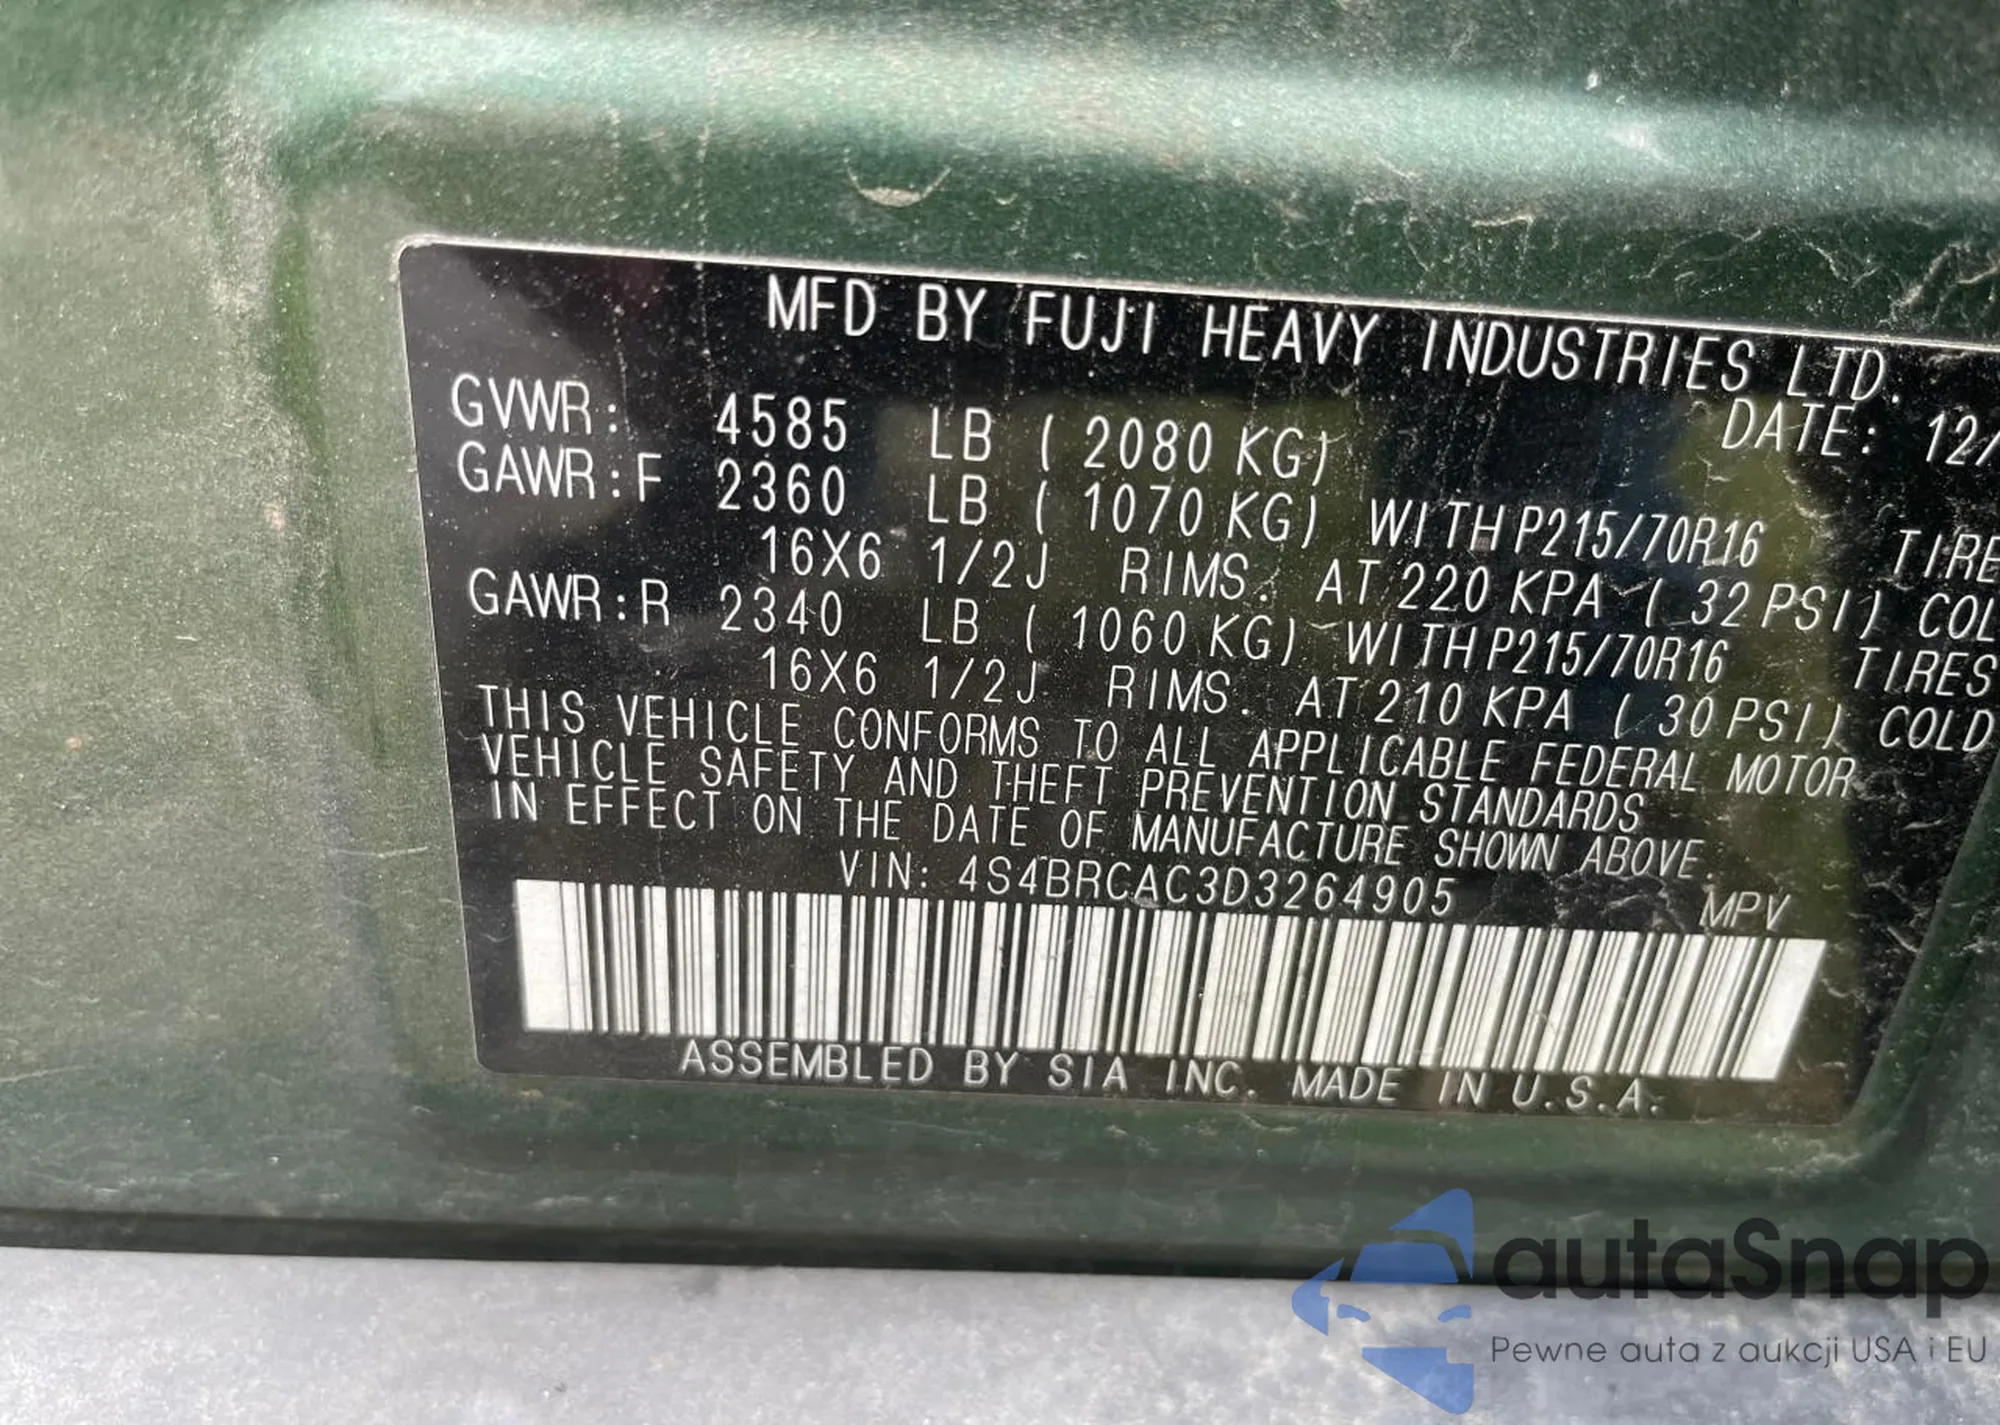 MFD BY FUJI HEAVY INDUSTRIES LTD.
DATE: 12/
GVWR: 4585 LB ( 2080 KG)
GAWR:F 2360 LB ( 1070 KG) WITH P215/70R16 TIRE
16X6 1/2J RIMS. AT 220 KPA ( 32 PSI) COL
GAWR:R 2340 LB ( 1060 KG) WITH P215/70R16 TIRES
16X6 1/2J RIMS. AT 210 KPA ( 30 PSI) COLD
THIS VEHICLE CONFORMS TO ALL APPLICABLE FEDERAL MOTOR
VEHICLE SAFETY AND THEFT PREVENTION STANDARDS
IN EFFECT ON THE DATE OF MANUFACTURE SHOWN ABOVE.
VIN: 4S4BRCAC3D3264905 MPV
ASSEMBLED BY SIA INC. MADE IN U.S.A.
autaSnap
Pewne auta z aukcji USA i EU